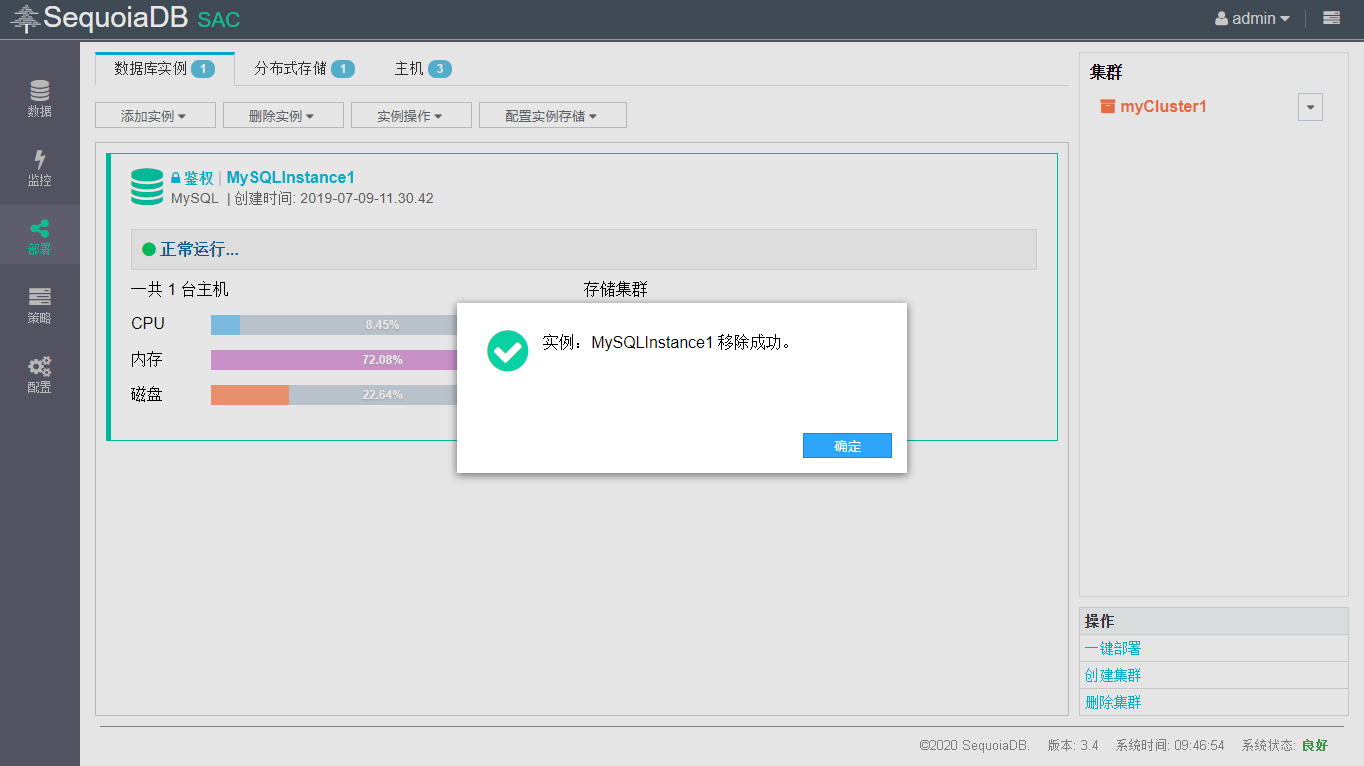 SequoiaDB SAC
admin
数据
监控
部署
策略
配置
数据库实例 1
分布式存储 1
主机 3
添加实例
删除实例
实例操作
配置实例存储
鉴权 | MySQLInstance1
MySQL | 创建时间: 2019-07-09-11.30.42
正常运行...
一共 1 台主机
存储集群
CPU 8.45%
内存 72.08%
磁盘 22.64%
实例：MySQLInstance1 移除成功。
确定
集群
myCluster1
操作
一键部署
创建集群
删除集群
©2020 SequoiaDB. 版本: 3.4 系统时间: 09:46:54 系统状态: 良好